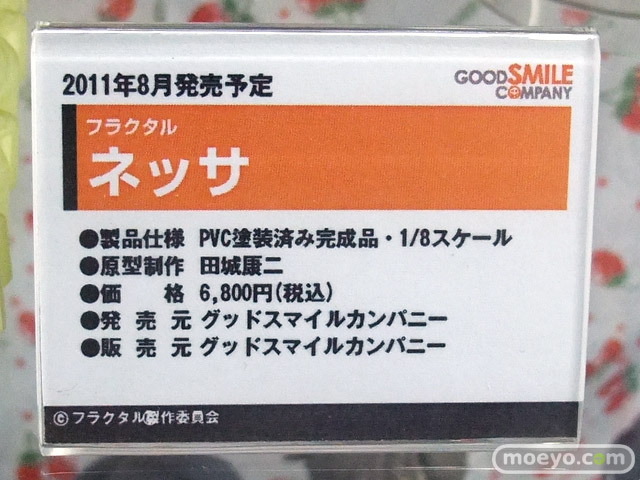 2011年8月発売予定
GOODSMILE
COMPANY
フラクタル
ネッサ
●製品仕様 PVC塗装済み完成品・1/8スケール
●原型制作 田城康二
●価 格 6,800円(税込)
●発売元 グッドスマイルカンパニー
●販売元 グッドスマイルカンパニー
©フラクタル製作委員会
moeyo.com